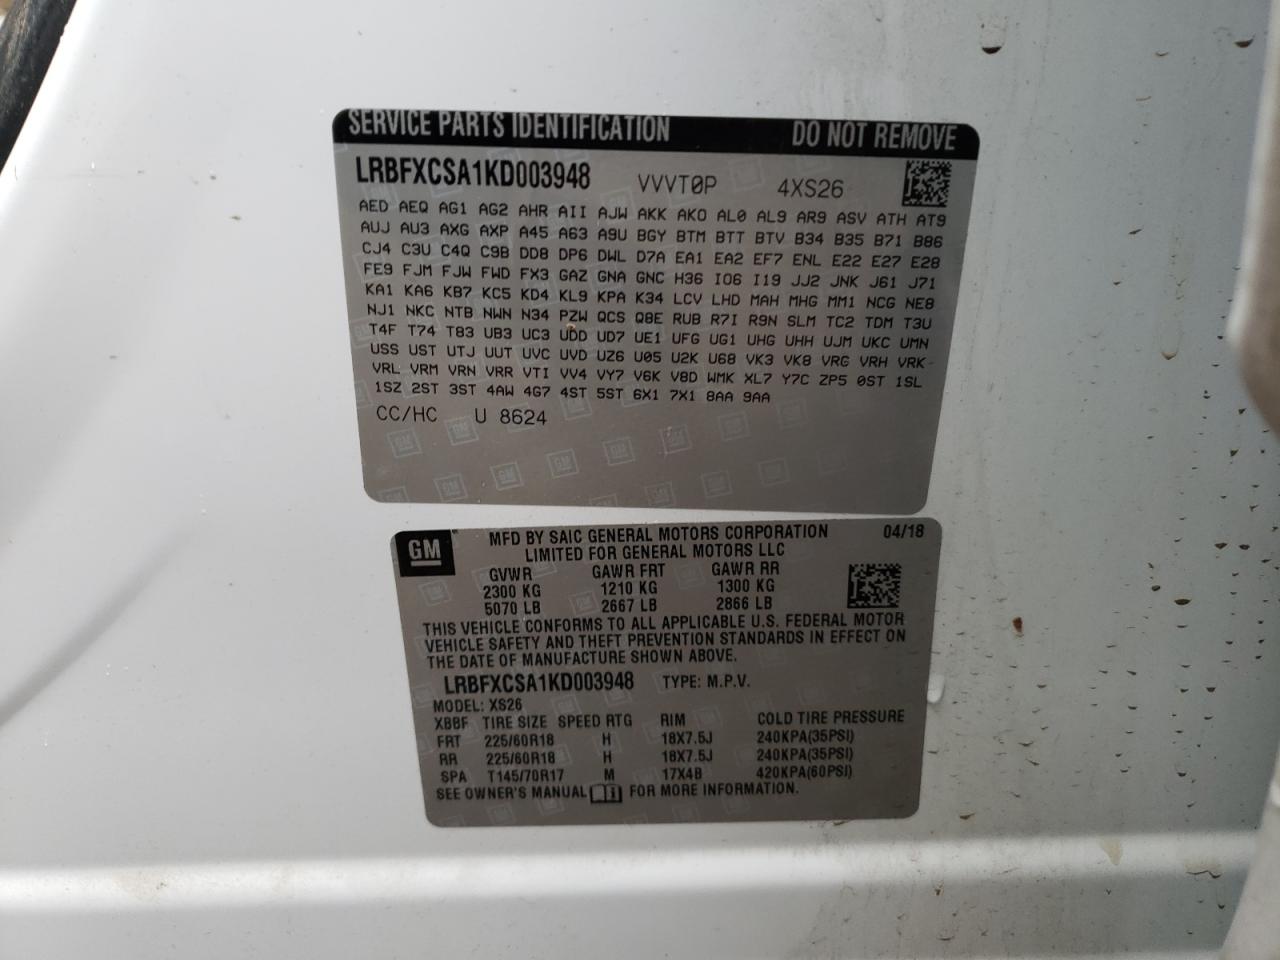 SERVICE PARTS IDENTIFICATION DO NOT REMOVE
LRBFXCSA1KD003948 VVVT0P 4XS26
AED AEQ AG1 AG2 AHR AII AJW AKK AKO AL0 AL9 AR9 ASV ATH AT9
AUJ AU3 AXG AXP A45 A63 A9U BGY BTM BTT BTV B34 B35 B71 B86
CJ4 C3U C4Q C9B DD8 DP6 DWL D7A EA1 EA2 EF7 ENL E22 E27 E28
FE9 FJM FJW FWD FX3 GAZ GNA GNC H36 IO6 I19 JJ2 JNK J61 J71
KA1 KA6 KB7 KC5 KD4 KL9 KPA K34 LCV LHD MAH MHG MM1 NCG NE8
NJ1 NKC NTB NWN N34 PZW QCS Q8E RUB R7I R9N SLM TC2 TDM T3U
T4F T74 T83 UB3 UC3 UDD UD7 UE1 UFG UG1 UHG UHH UJM UKC UMN
USS UST UTJ UUT UVC UVD UZ6 U05 U2K U68 VK3 VK8 VRG VRH VRK
VRL VRM VRN VRR VTI VV4 VY7 V6K V8D WMK XL7 Y7C ZP5 0ST 1SL
1SZ 2ST 3ST 4AW 4G7 4ST 5ST 6X1 7X1 8AA 9AA
CC/HC U 8624
GM
MFD BY SAIC GENERAL MOTORS CORPORATION 04/18
LIMITED FOR GENERAL MOTORS LLC
GVWR GAWR FRT GAWR RR
2300 KG 1210 KG 1300 KG
5070 LB 2667 LB 2866 LB
THIS VEHICLE CONFORMS TO ALL APPLICABLE U.S. FEDERAL MOTOR
VEHICLE SAFETY AND THEFT PREVENTION STANDARDS IN EFFECT ON
THE DATE OF MANUFACTURE SHOWN ABOVE.
LRBFXCSA1KD003948 TYPE: M.P.V.
MODEL: XS26
XBBF TIRE SIZE SPEED RTG RIM COLD TIRE PRESSURE
FRT 225/60R18 H 18X7.5J 240KPA(35PSI)
RR 225/60R18 H 18X7.5J 240KPA(35PSI)
SPA T145/70R17 M 17X4B 420KPA(60PSI)
SEE OWNER'S MANUAL FOR MORE INFORMATION.